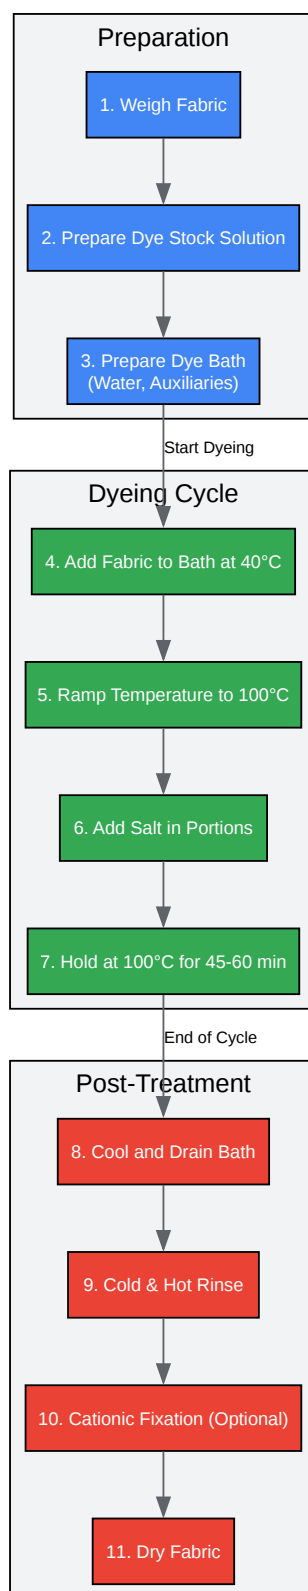 Preparation
1. Weigh Fabric
2. Prepare Dye Stock Solution
3. Prepare Dye Bath
(Water, Auxiliaries)
Start Dyeing
Dyeing Cycle
4. Add Fabric to Bath at 40°C
5. Ramp Temperature to 100°C
6. Add Salt in Portions
7. Hold at 100°C for 45-60 min
End of Cycle
Post-Treatment
8. Cool and Drain Bath
9. Cold & Hot Rinse
10. Cationic Fixation (Optional)
11. Dry Fabric